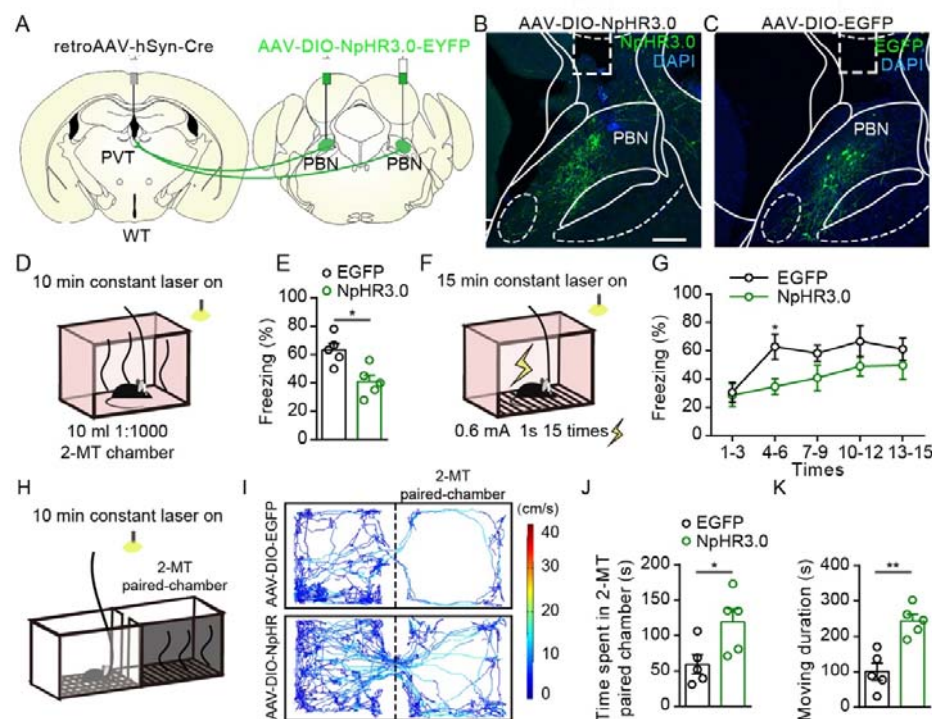 A
retroAAV-hSyn-Cre
AAV-DIO-NpHR3.0-EYFP
PVT
PBN
PBN
WT
B
AAV-DIO-NpHR3.0
NpHR3.0
DAPI
PBN
C
AAV-DIO-EGFP
EGFP
DAPI
PBN
D
10 min constant laser on
10 ml 1:1000
2-MT chamber
E
EGFP
NpHR3.0
*
Freezing (%)
100
80
60
40
20
0
F
15 min constant laser on
0.6 mA 1s 15 times
G
EGFP
NpHR3.0
*
Freezing (%)
100
80
60
40
20
0
1-3 4-6 7-9 10-12 13-15
Times
H
10 min constant laser on
2-MT
paired-chamber
I
2-MT
paired-chamber
AAV-DIO-EGFP
AAV-DIO-NpHR
(cm/s)
40
30
20
10
0
J
EGFP
NpHR3.0
*
Time spent in 2-MT
paired chamber (s)
200
150
100
50
0
K
**
Moving duration (s)
400
300
200
100
0